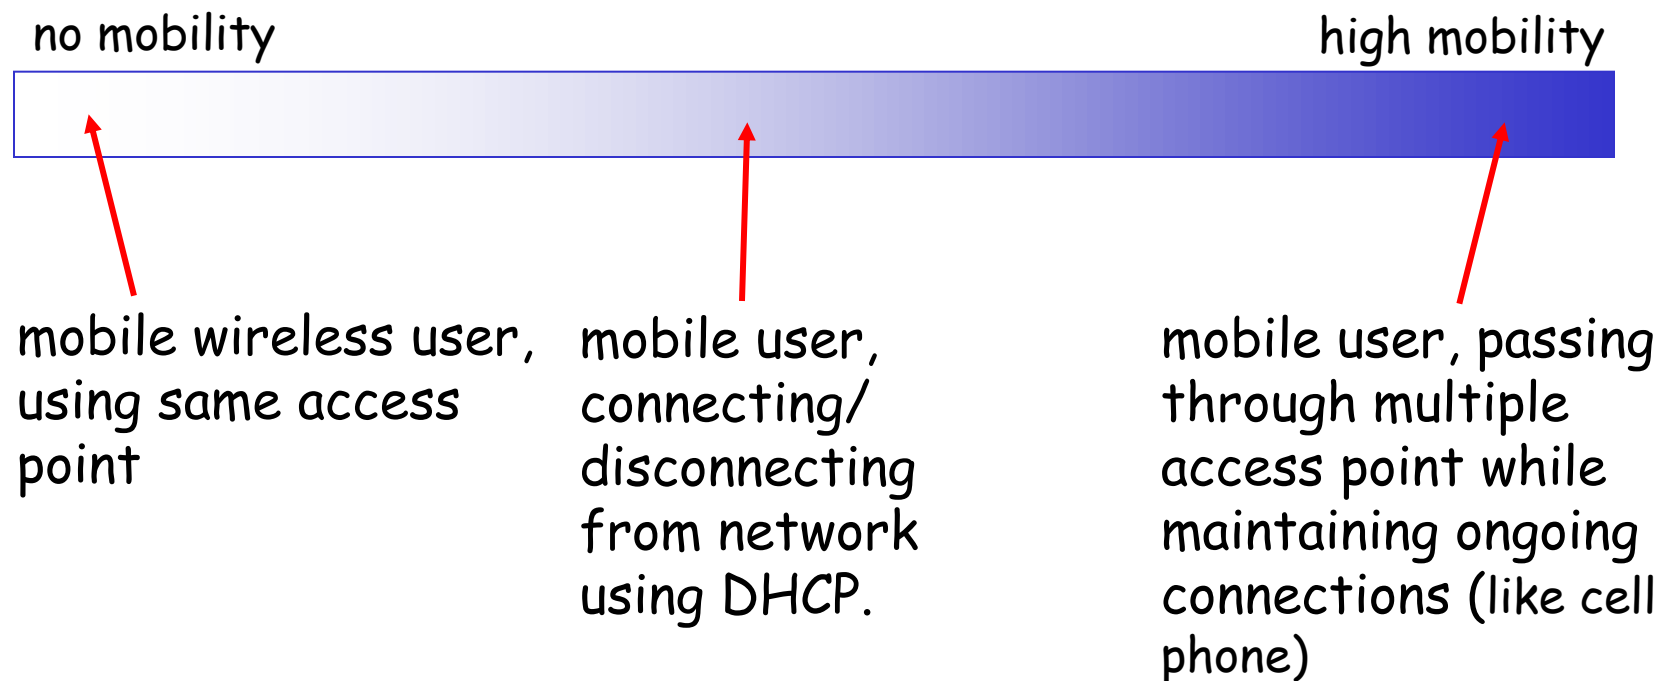 no mobility
high mobility
mobile wireless user,
using same access
point
mobile user,
connecting/
disconnecting
from network
using DHCP.
mobile user, passing
through multiple
access point while
maintaining ongoing
connections (like cell
phone)